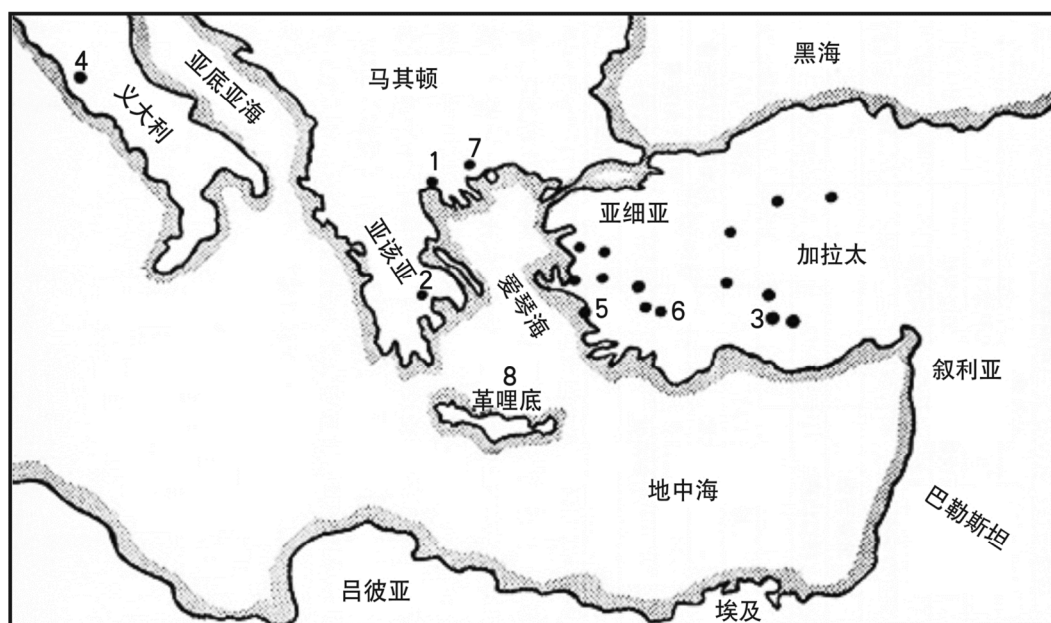 黑海
4
亚底亚海
马其顿
义大利
7
1
亚细亚
加拉太
亚该亚
2
爱琴海
5
6
3
8
革哩底
叙利亚
地中海
巴勒斯坦
吕彼亚
埃及